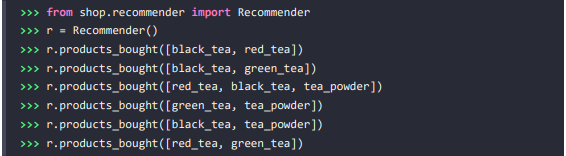 >>> from shop.recommender import Recommender
>>> r = Recommender()
>>> r.products_bought([black_tea, red_tea])
>>> r.products_bought([black_tea, green_tea])
>>> r.products_bought([red_tea, black_tea, tea_powder])
>>> r.products_bought([green_tea, tea_powder])
>>> r.products_bought([black_tea, tea_powder])
>>> r.products_bought([red_tea, green_tea])